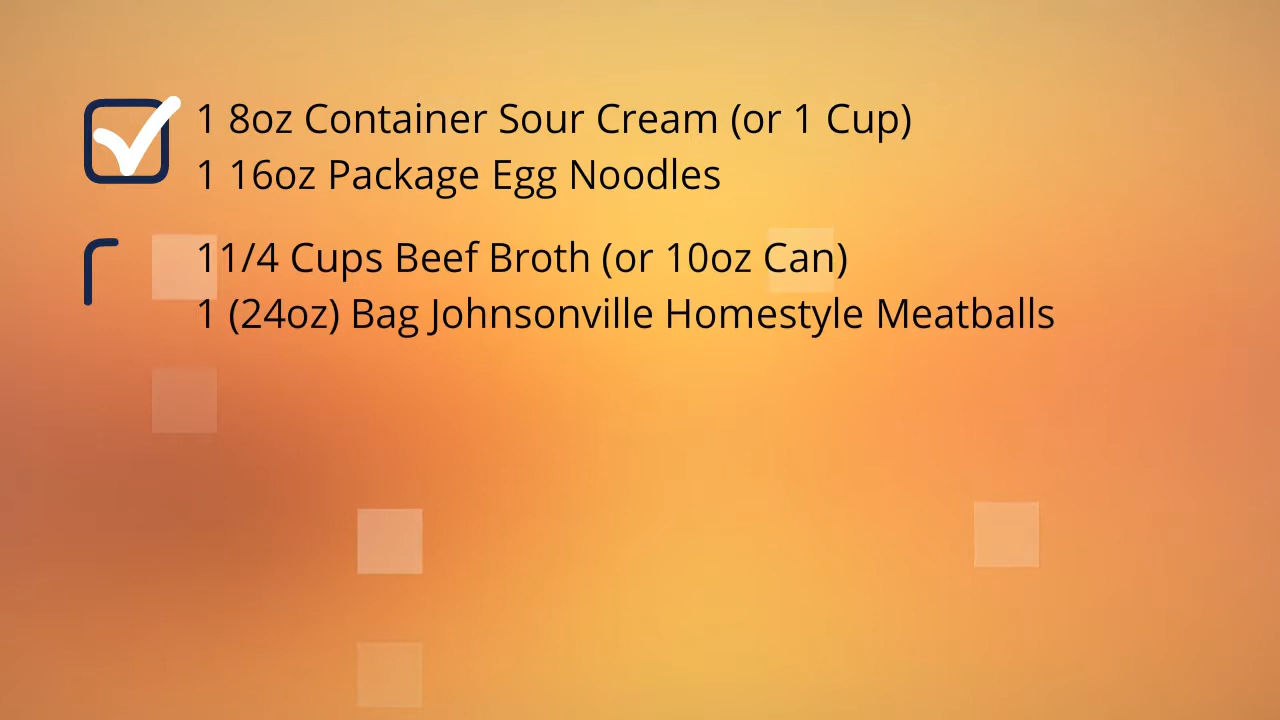 1 8oz Container Sour Cream (or 1 Cup)
1 16oz Package Egg Noodles
11/4 Cups Beef Broth (or 10oz Can)
1 (24oz) Bag Johnsonville Homestyle Meatballs